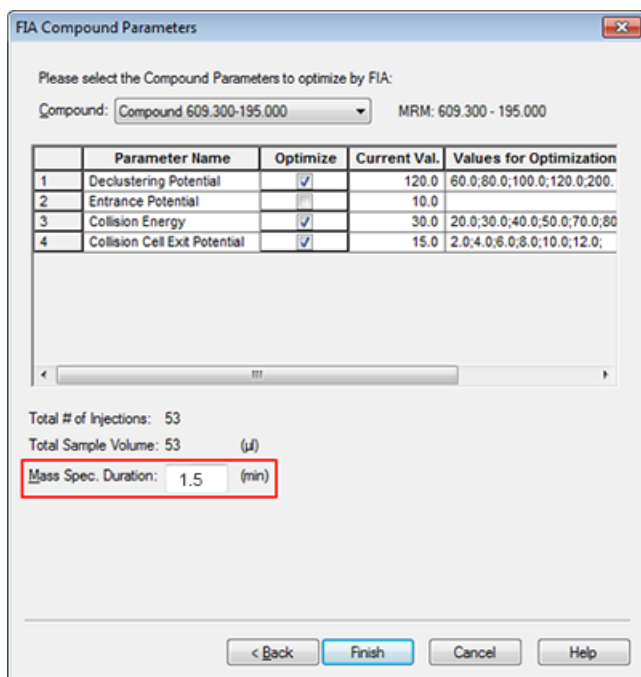 FIA Compound Parameters
Please select the Compound Parameters to optimize by FIA:
Compound: Compound 609.300-195.000 MRM: 609.300 - 195.000
Parameter Name Optimize Current Val. Values for Optimization
1 Declustering Potential 120.0 60.0;80.0;100.0;120.0;200.
2 Entrance Potential 10.0
3 Collision Energy 30.0 20.0;30.0;40.0;50.0;70.0;80
4 Collision Cell Exit Potential 15.0 2.0;4.0;6.0;8.0;10.0;12.0;
Total # of Injections: 53
Total Sample Volume: 53 (µl)
Mass Spec. Duration: 1.5 (min)
< Back Finish Cancel Help